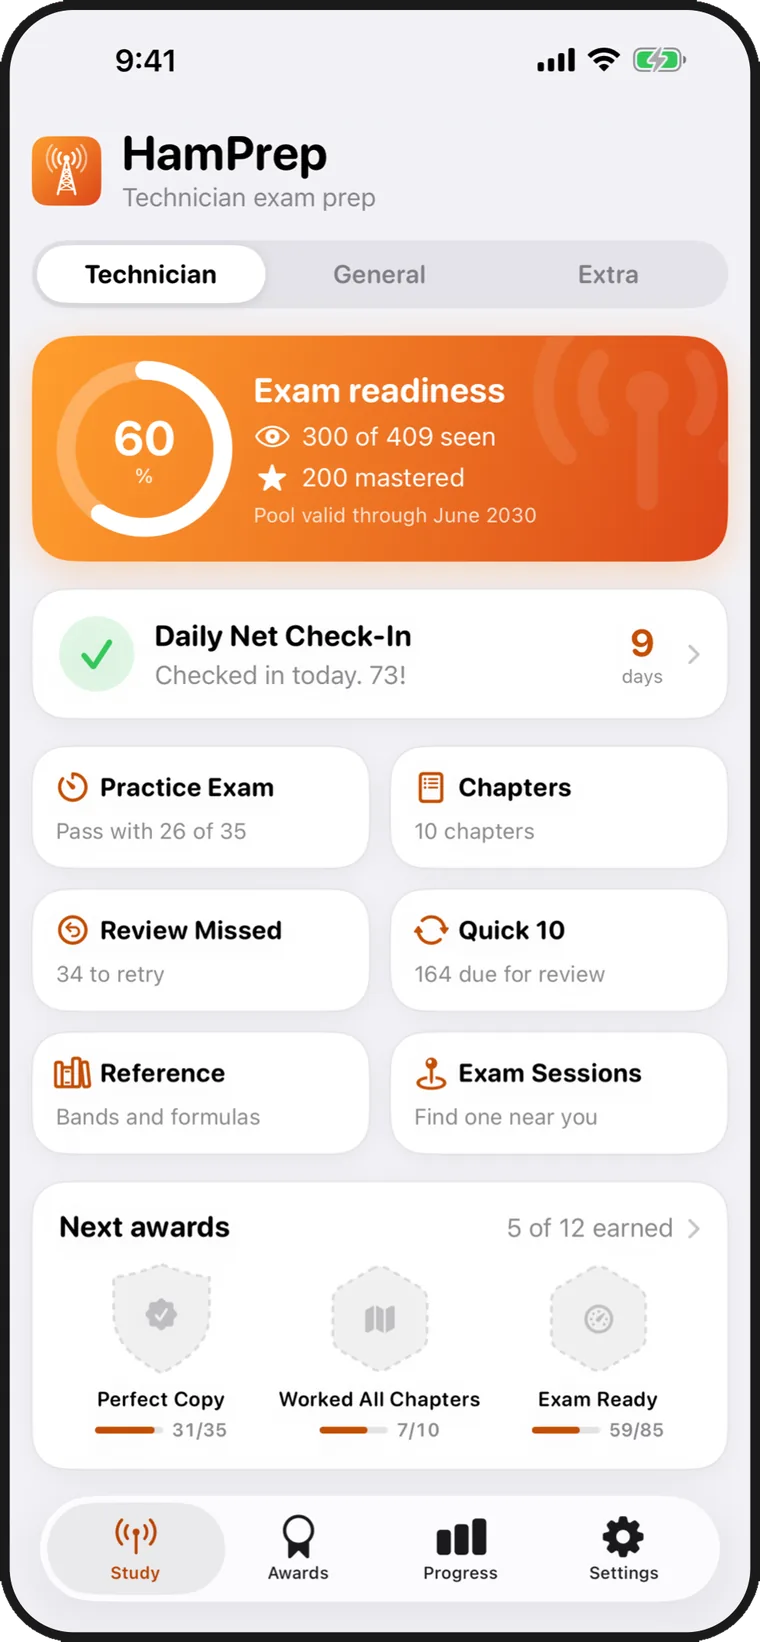 9:41
HamPrep
Technician exam prep
Technician General Extra
60
%
Exam readiness
300 of 409 seen
200 mastered
Pool valid through June 2030
Daily Net Check-In
Checked in today. 73!
9
days
Practice Exam
Pass with 26 of 35
Chapters
10 chapters
Review Missed
34 to retry
Quick 10
164 due for review
Reference
Bands and formulas
Exam Sessions
Find one near you
Next awards
5 of 12 earned
Perfect Copy
31/35
Worked All Chapters
7/10
Exam Ready
59/85
Study Awards Progress Settings